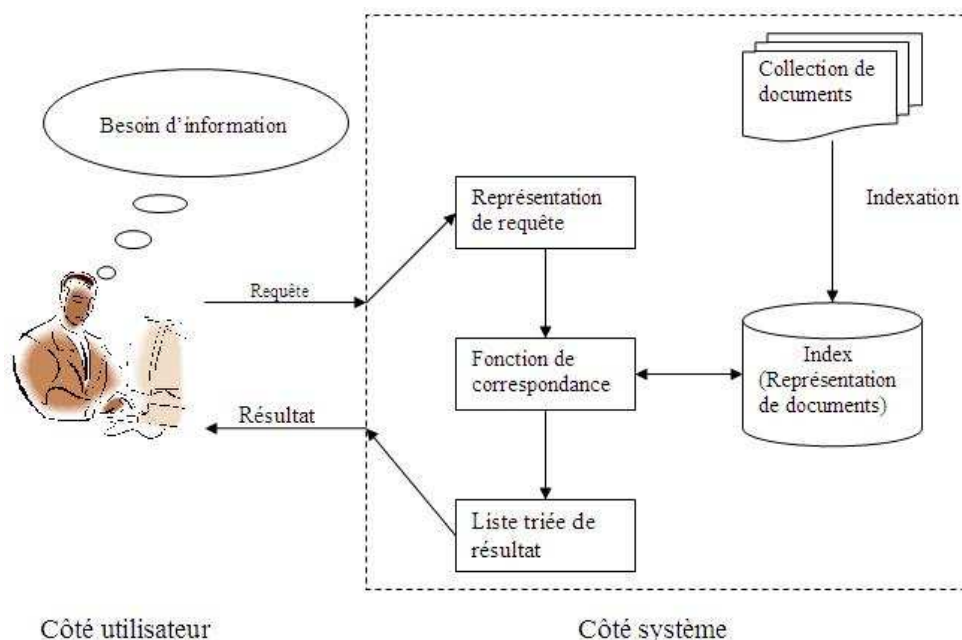 Collection de
documents
Besoin d'information
Représentation
de requête
Indexation
Requête
Fonction de
correspondance
Index
(Représentation
de documents)
Résultat
Liste triée de
résultat
Côté utilisateur
Côté système